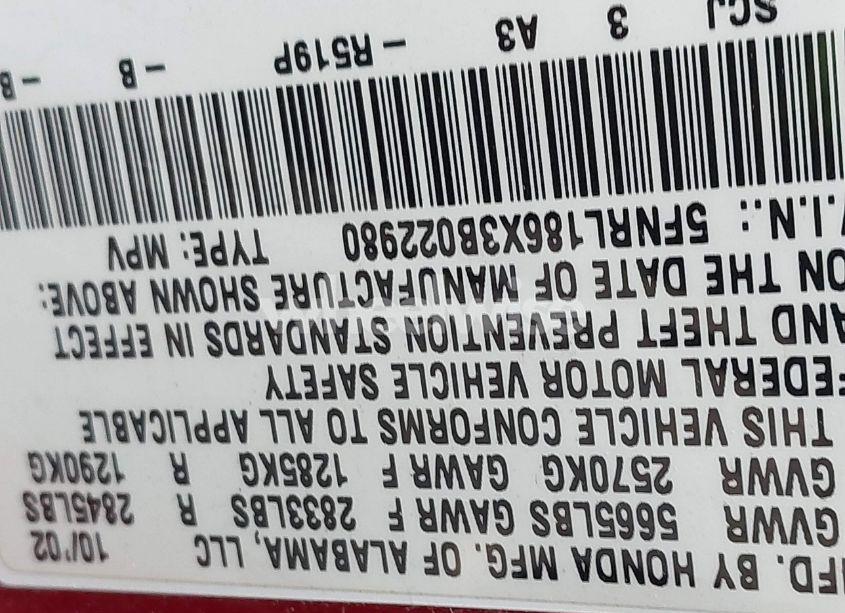 MFD. BY HONDA MFG. OF ALABAMA, LLC 10/'02
GVWR 5665LBS GAWR F 2833LBS R 2845LBS
GVWR 2570KG GAWR F 1285KG R 1290KG
THIS VEHICLE CONFORMS TO ALL APPLICABLE
FEDERAL MOTOR VEHICLE SAFETY
AND THEFT PREVENTION STANDARDS IN EFFECT
ON THE DATE OF MANUFACTURE SHOWN ABOVE:
V.I.N.: 5FNRL186X3B022980 TYPE: MPV
SCJ 3 A3 - R519P - B - B